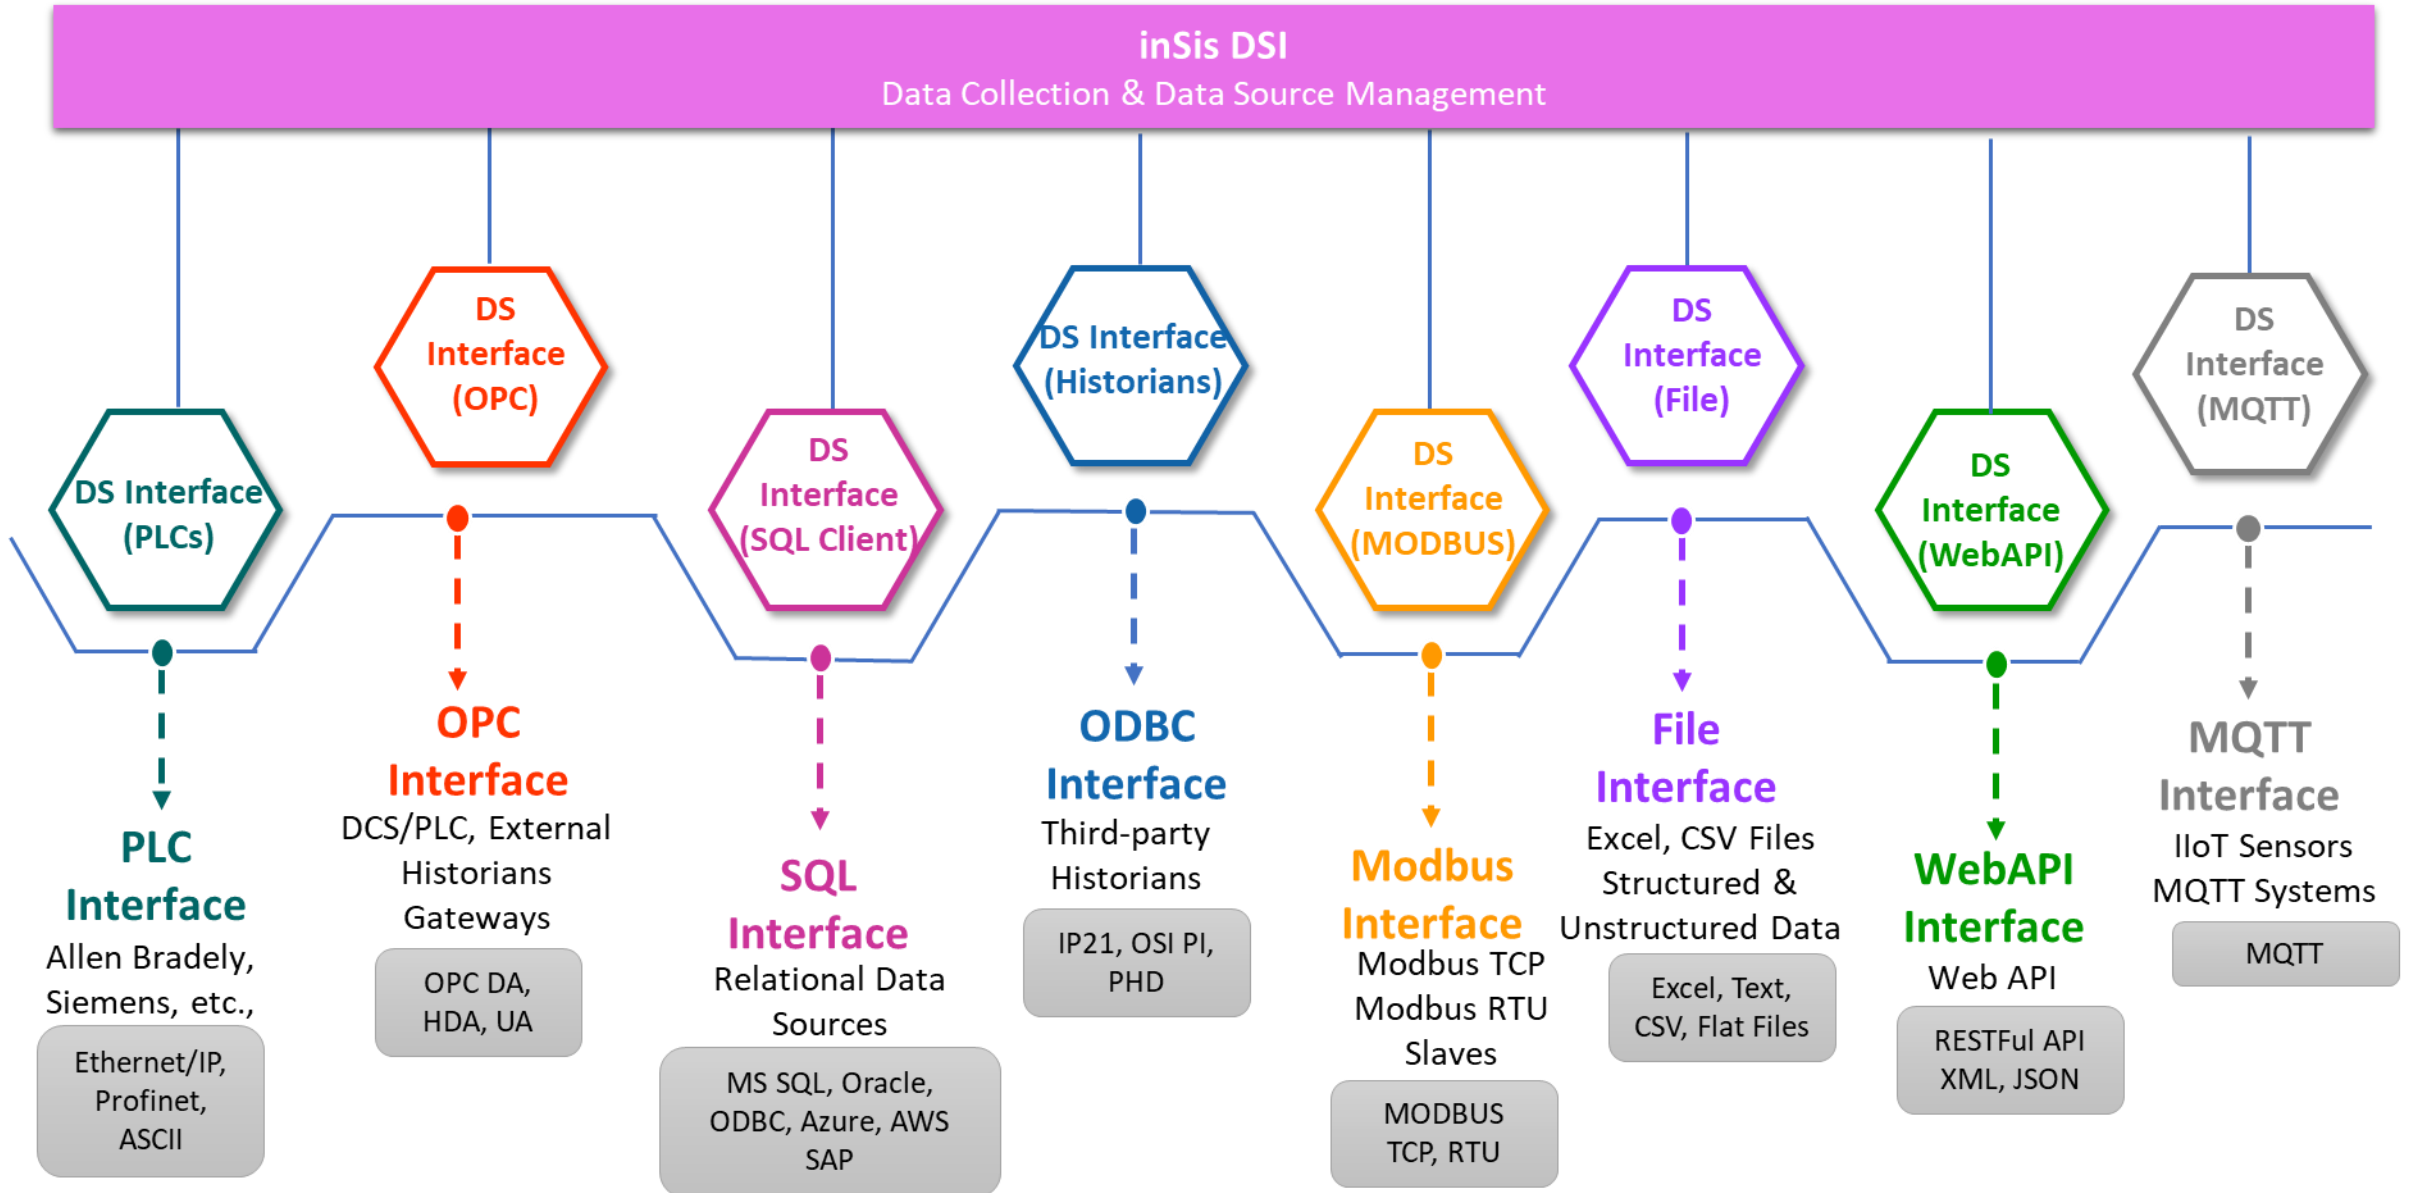 inSis DSI
Data Collection & Data Source Management
DS Interface
(PLCs)
PLC
Interface
Allen Bradely,
Siemens, etc.,
Ethernet/IP,
Profinet,
ASCII
DS
Interface
(OPC)
OPC
Interface
DCS/PLC, External
Historians
Gateways
OPC DA,
HDA, UA
DS
Interface
(SQL Client)
SQL
Interface
Relational Data
Sources
MS SQL, Oracle,
ODBC, Azure, AWS
SAP
DS Interface
(Historians)
ODBC
Interface
Third-party
Historians
IP21, OSI PI,
PHD
DS
Interface
(MODBUS)
Modbus
Interface
Modbus TCP
Modbus RTU
Slaves
MODBUS
TCP, RTU
DS
Interface
(File)
File
Interface
Excel, CSV Files
Structured &
Unstructured Data
Excel, Text,
CSV, Flat Files
DS
Interface
(WebAPI)
WebAPI
Interface
Web API
RESTFul API
XML, JSON
DS
Interface
(MQTT)
MQTT
Interface
IIoT Sensors
MQTT Systems
MQTT